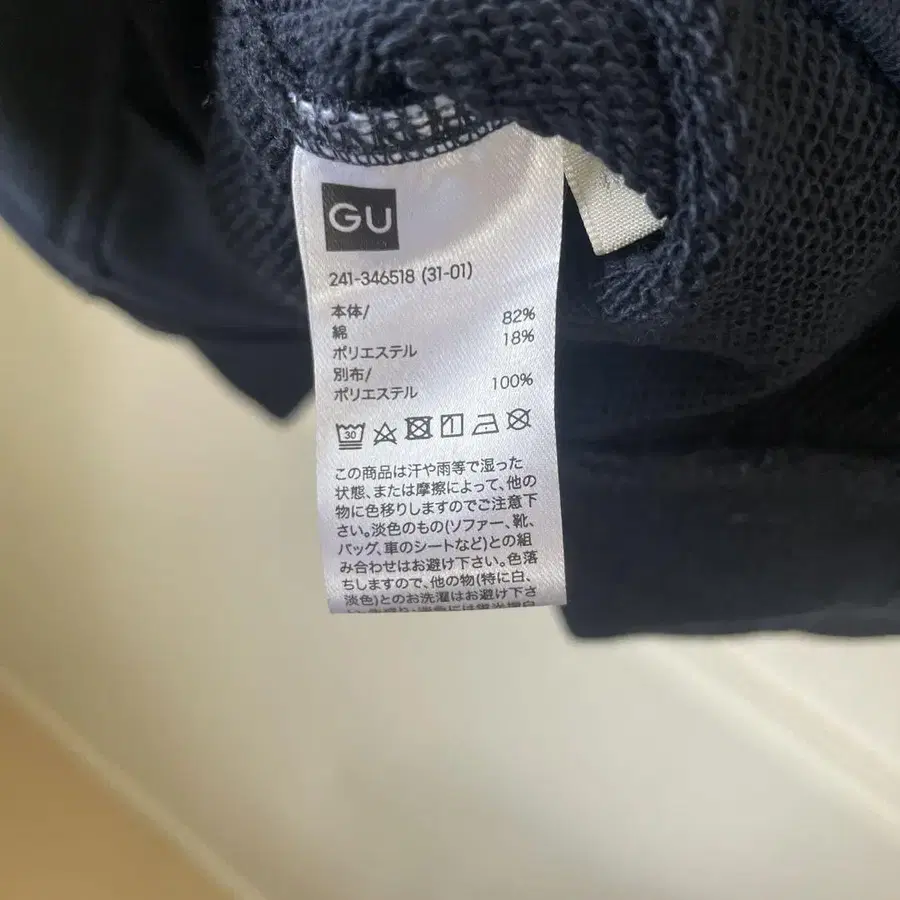 GU
241-346518 (31-01)
本体/
綿 82%
ポリエステル 18%
別布/
ポリエステル 100%
30
この商品は汗や雨等で湿った
状態、または摩擦によって、他の
物に色移りしますのでご注意下
さい。淡色のもの(ソファー、靴、
バッグ、車のシートなど)との組
み合わせはお避け下さい。色落
ちしますので、他の物(特に白、
淡色)とのお洗濯はお避け下さ